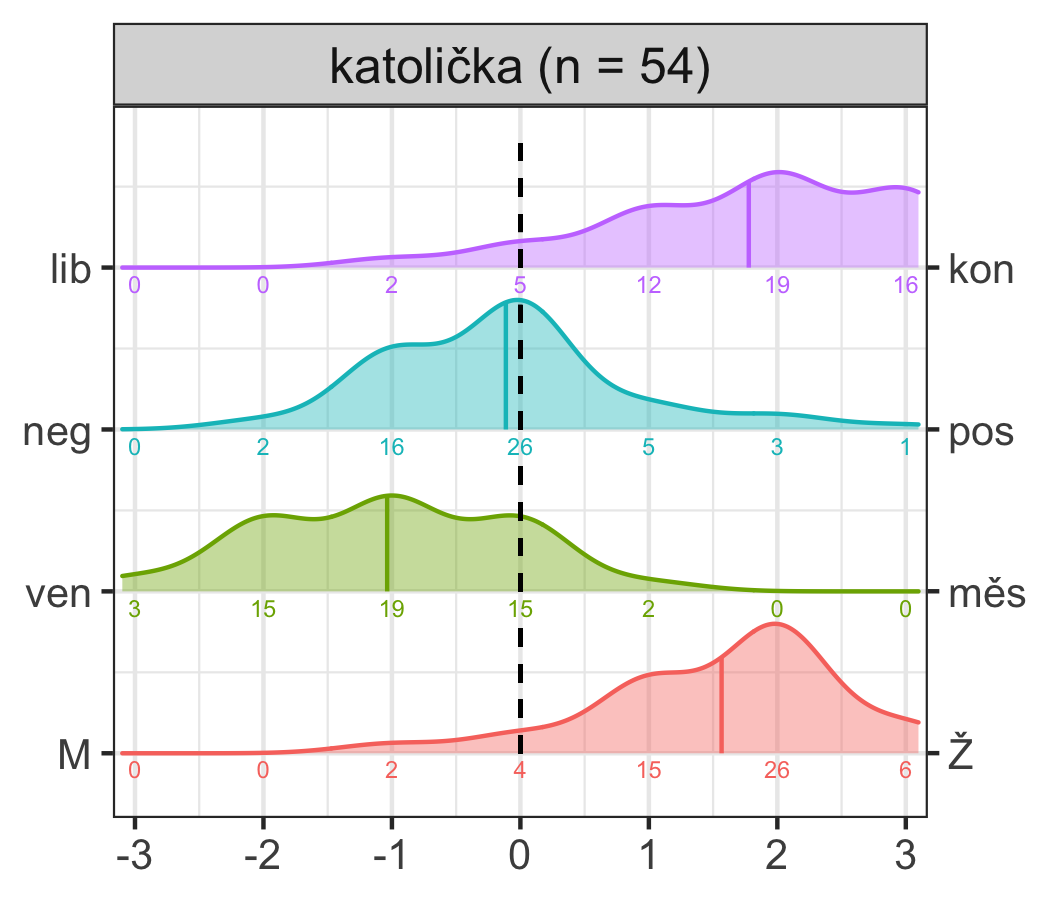 katolička (n = 54)
lib kon
0 0 2 5 12 19 16
neg pos
0 2 16 26 5 3 1
ven měs
3 15 19 15 2 0 0
M Ž
0 0 2 4 15 26 6
-3 -2 -1 0 1 2 3